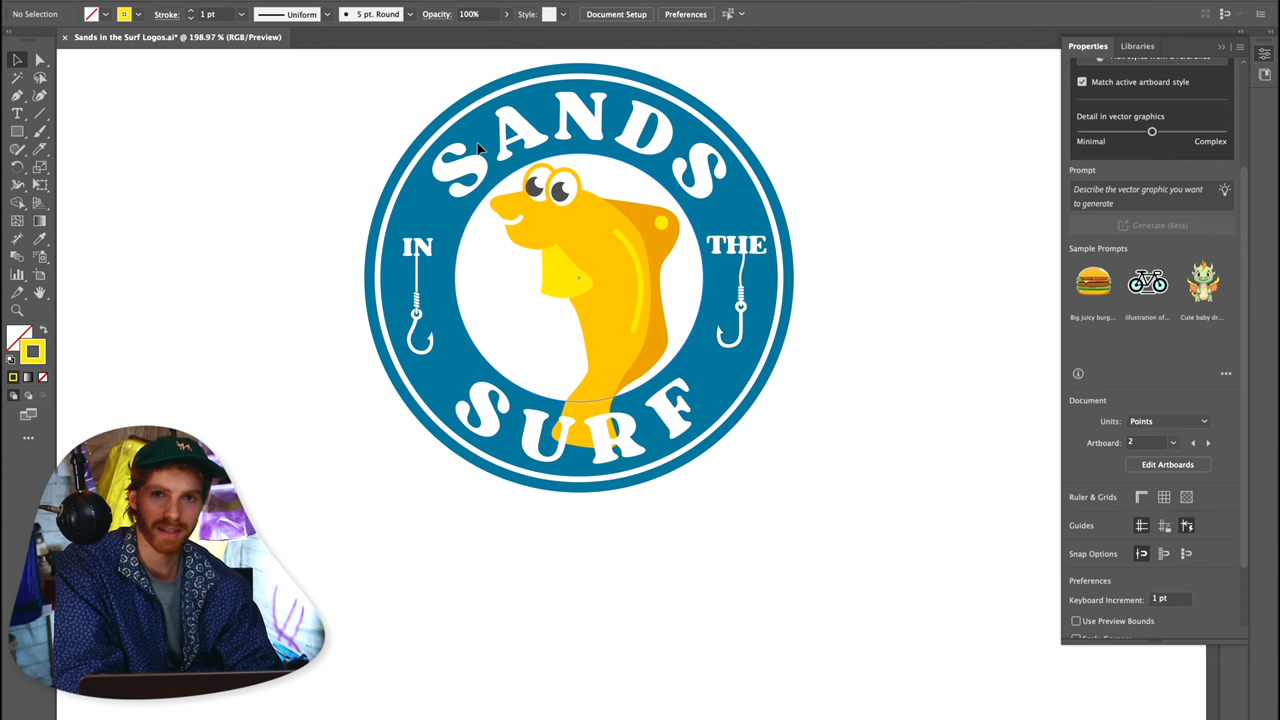 No Selection
Stroke:
1 pt
Uniform
5 pt. Round
Opacity:
100%
Style:
Document Setup
Preferences
Sands in the Surf Logos.ai* @ 198.97 % (RGB/Preview)
Properties
Libraries
Match active artboard style
Detail in vector graphics
Minimal
Complex
Prompt
Describe the vector graphic you want
to generate
Generate (Beta)
Sample Prompts
Big juicy burg...
illustration of...
Cute baby dr...
Document
Units:
Points
Artboard:
2
Edit Artboards
Ruler & Grids
Guides
Snap Options
Preferences
Keyboard Increment:
1 pt
Use Preview Bounds
SANDS
IN
THE
SURF